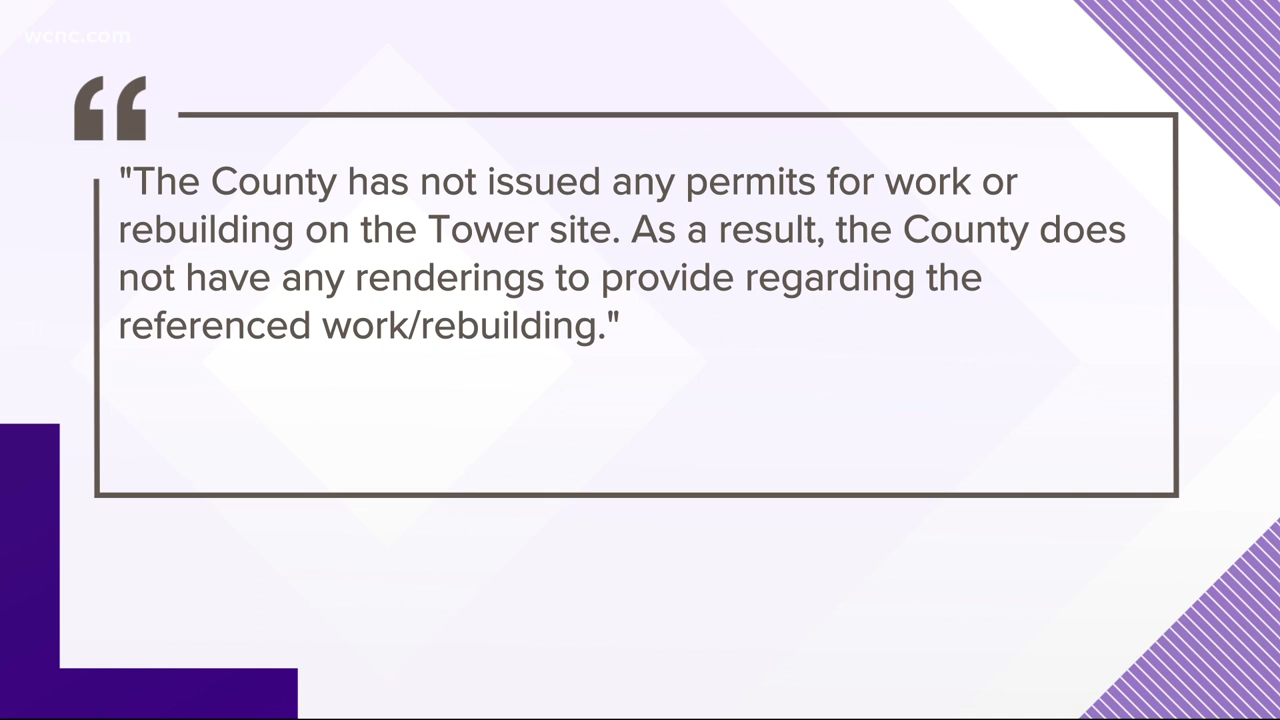 wcnc.com
“
"The County has not issued any permits for work or
rebuilding on the Tower site. As a result, the County does
not have any renderings to provide regarding the
referenced work/rebuilding."